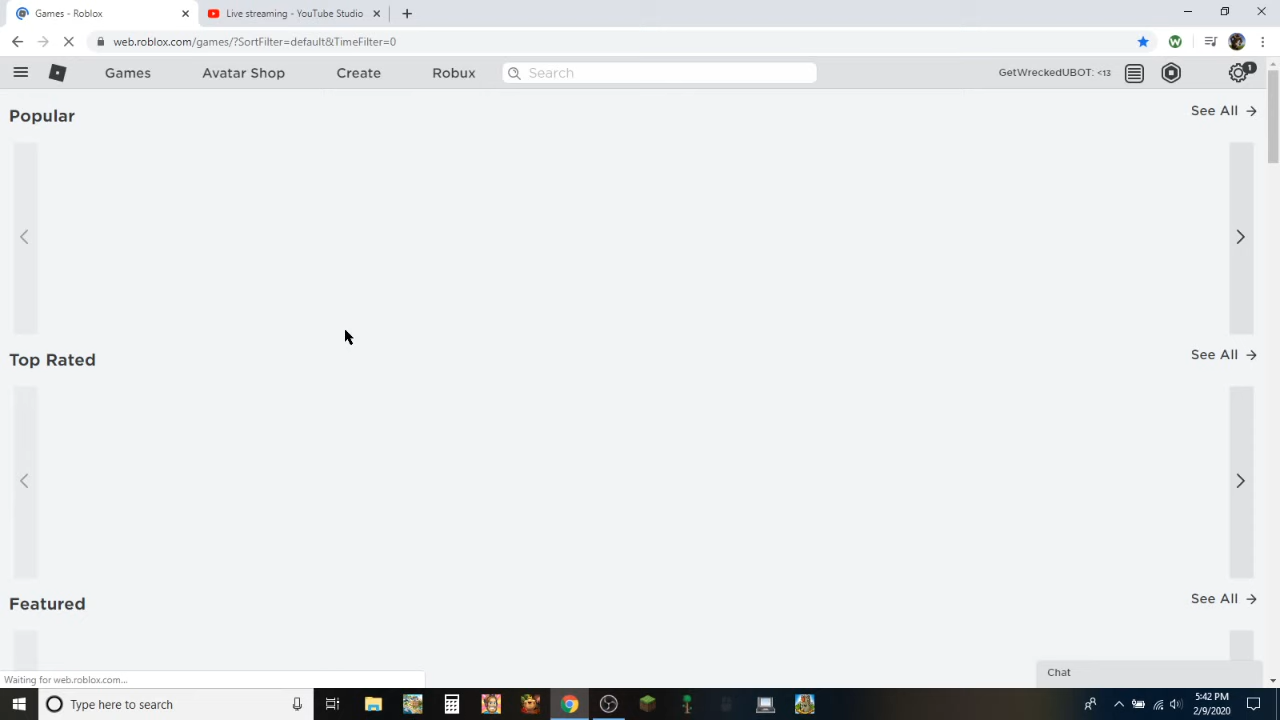 Games - Roblox
Live streaming - YouTube Studio
web.roblox.com/games/?SortFilter=default&TimeFilter=0
Games
Avatar Shop
Create
Robux
Search
GetWreckedUBOT: <13
1
Popular
See All
Top Rated
See All
Featured
See All
Waiting for web.roblox.com...
Chat
Type here to search
5:42 PM
2/9/2020